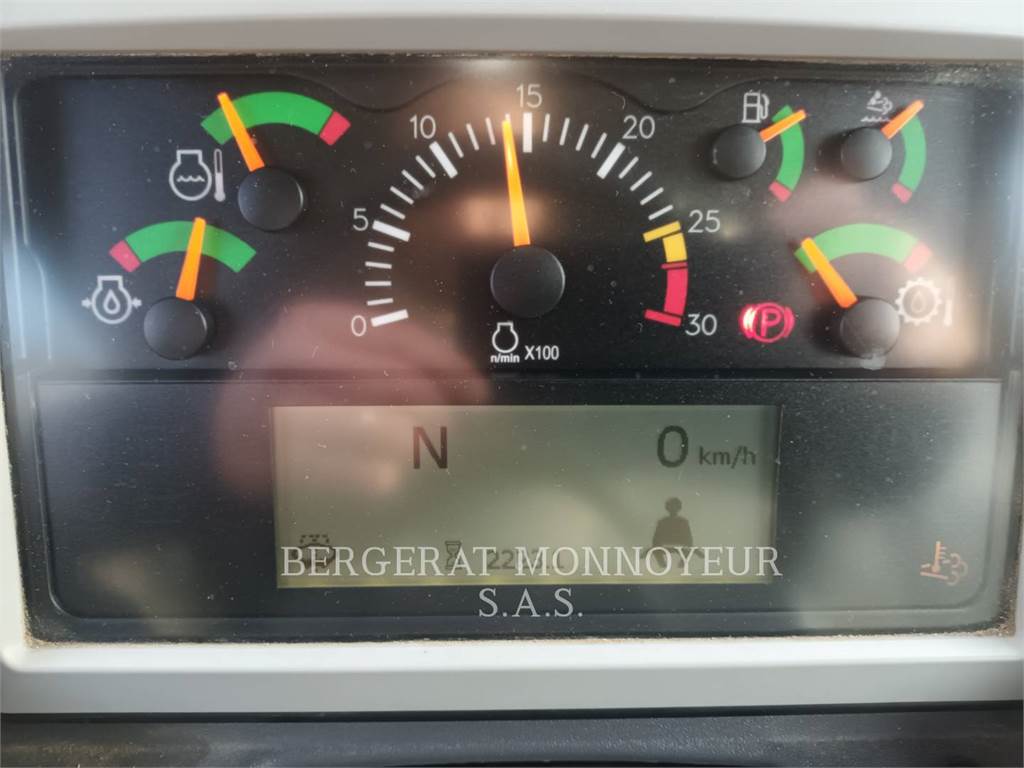 15
10
20
5
25
0
30
n/min X100
P
N
0 km/h
BERGERAT MONNOYEUR
S.A.S.